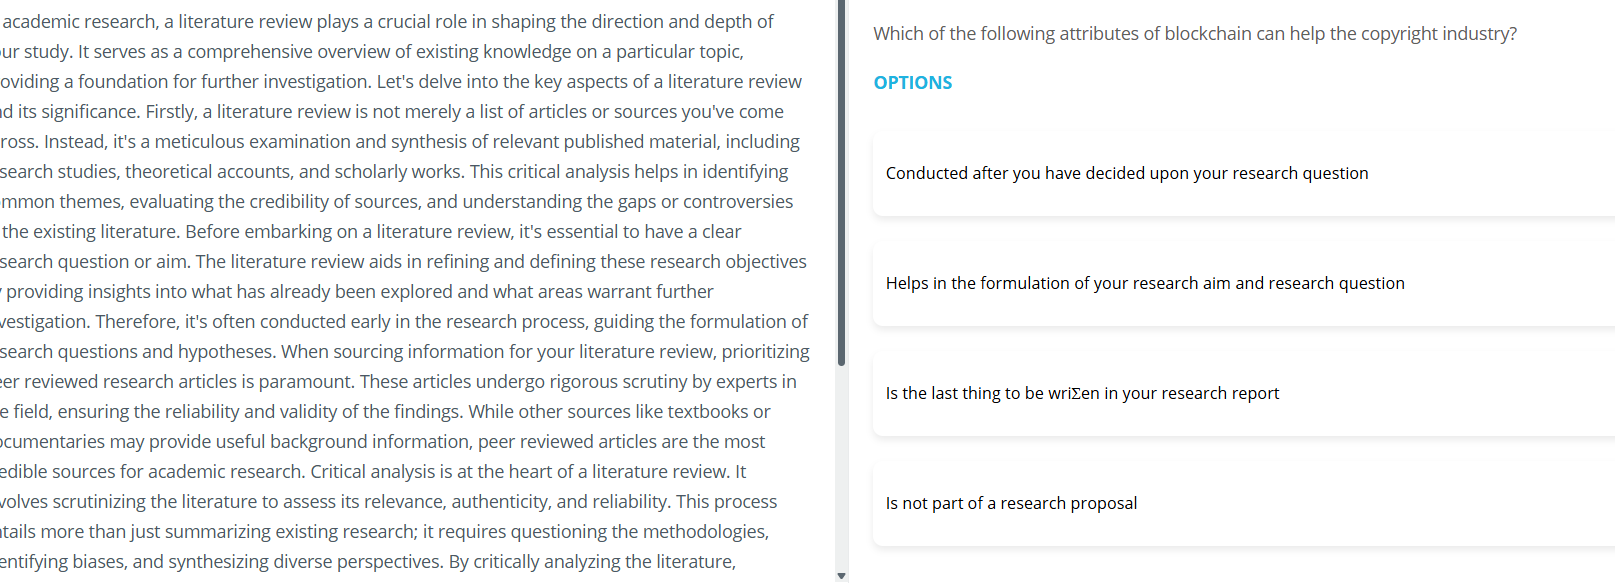 academic research, a literature review plays a crucial role in shaping the direction and depth of
ur study. It serves as a comprehensive overview of existing knowledge on a particular topic,
oviding a foundation for further investigation. Let's delve into the key aspects of a literature review
d its significance. Firstly, a literature review is not merely a list of articles or sources you've come
ross. Instead, it's a meticulous examination and synthesis of relevant published material, including
search studies, theoretical accounts, and scholarly works. This critical analysis helps in identifying
mmon themes, evaluating the credibility of sources, and understanding the gaps or controversies
the existing literature. Before embarking on a literature review, it's essential to have a clear
search question or aim. The literature review aids in refining and defining these research objectives
providing insights into what has already been explored and what areas warrant further
vestigation. Therefore, it's often conducted early in the research process, guiding the formulation of
search questions and hypotheses. When sourcing information for your literature review, prioritizing
er reviewed research articles is paramount. These articles undergo rigorous scrutiny by experts in
e field, ensuring the reliability and validity of the findings. While other sources like textbooks or
ocumentaries may provide useful background information, peer reviewed articles are the most
edible sources for academic research. Critical analysis is at the heart of a literature review. It
volves scrutinizing the literature to assess its relevance, authenticity, and reliability. This process
tails more than just summarizing existing research; it requires questioning the methodologies,
entifying biases, and synthesizing diverse perspectives. By critically analyzing the literature,
Which of the following attributes of blockchain can help the copyright industry?
OPTIONS
Conducted after you have decided upon your research question
Helps in the formulation of your research aim and research question
Is the last thing to be wriΣen in your research report
Is not part of a research proposal